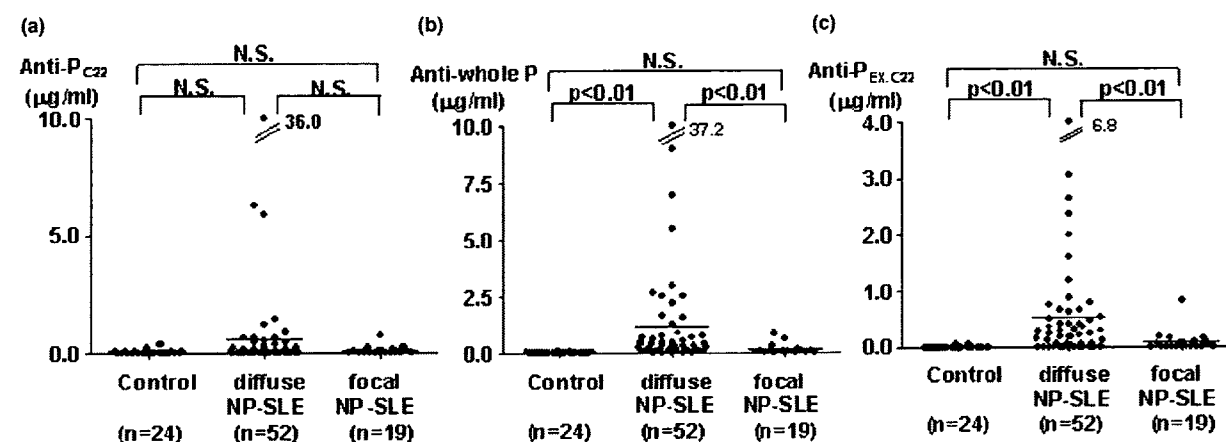 (a)
N.S.
Anti-P C22
(µg/ml)
N.S. N.S.
36.0
10.0
5.0
0.0
Control diffuse NP-SLE focal NP-SLE
(n=24) (n=52) (n=19)
(b)
N.S.
Anti-whole P
(µg/ml)
p<0.01 p<0.01
37.2
10.0
7.5
5.0
2.5
0.0
Control diffuse NP-SLE focal NP-SLE
(n=24) (n=52) (n=19)
(c)
N.S.
Anti-P EX. C22
(µg/ml)
p<0.01 p<0.01
6.8
4.0
3.0
2.0
1.0
0.0
Control diffuse NP-SLE focal NP-SLE
(n=24) (n=52) (n=19)